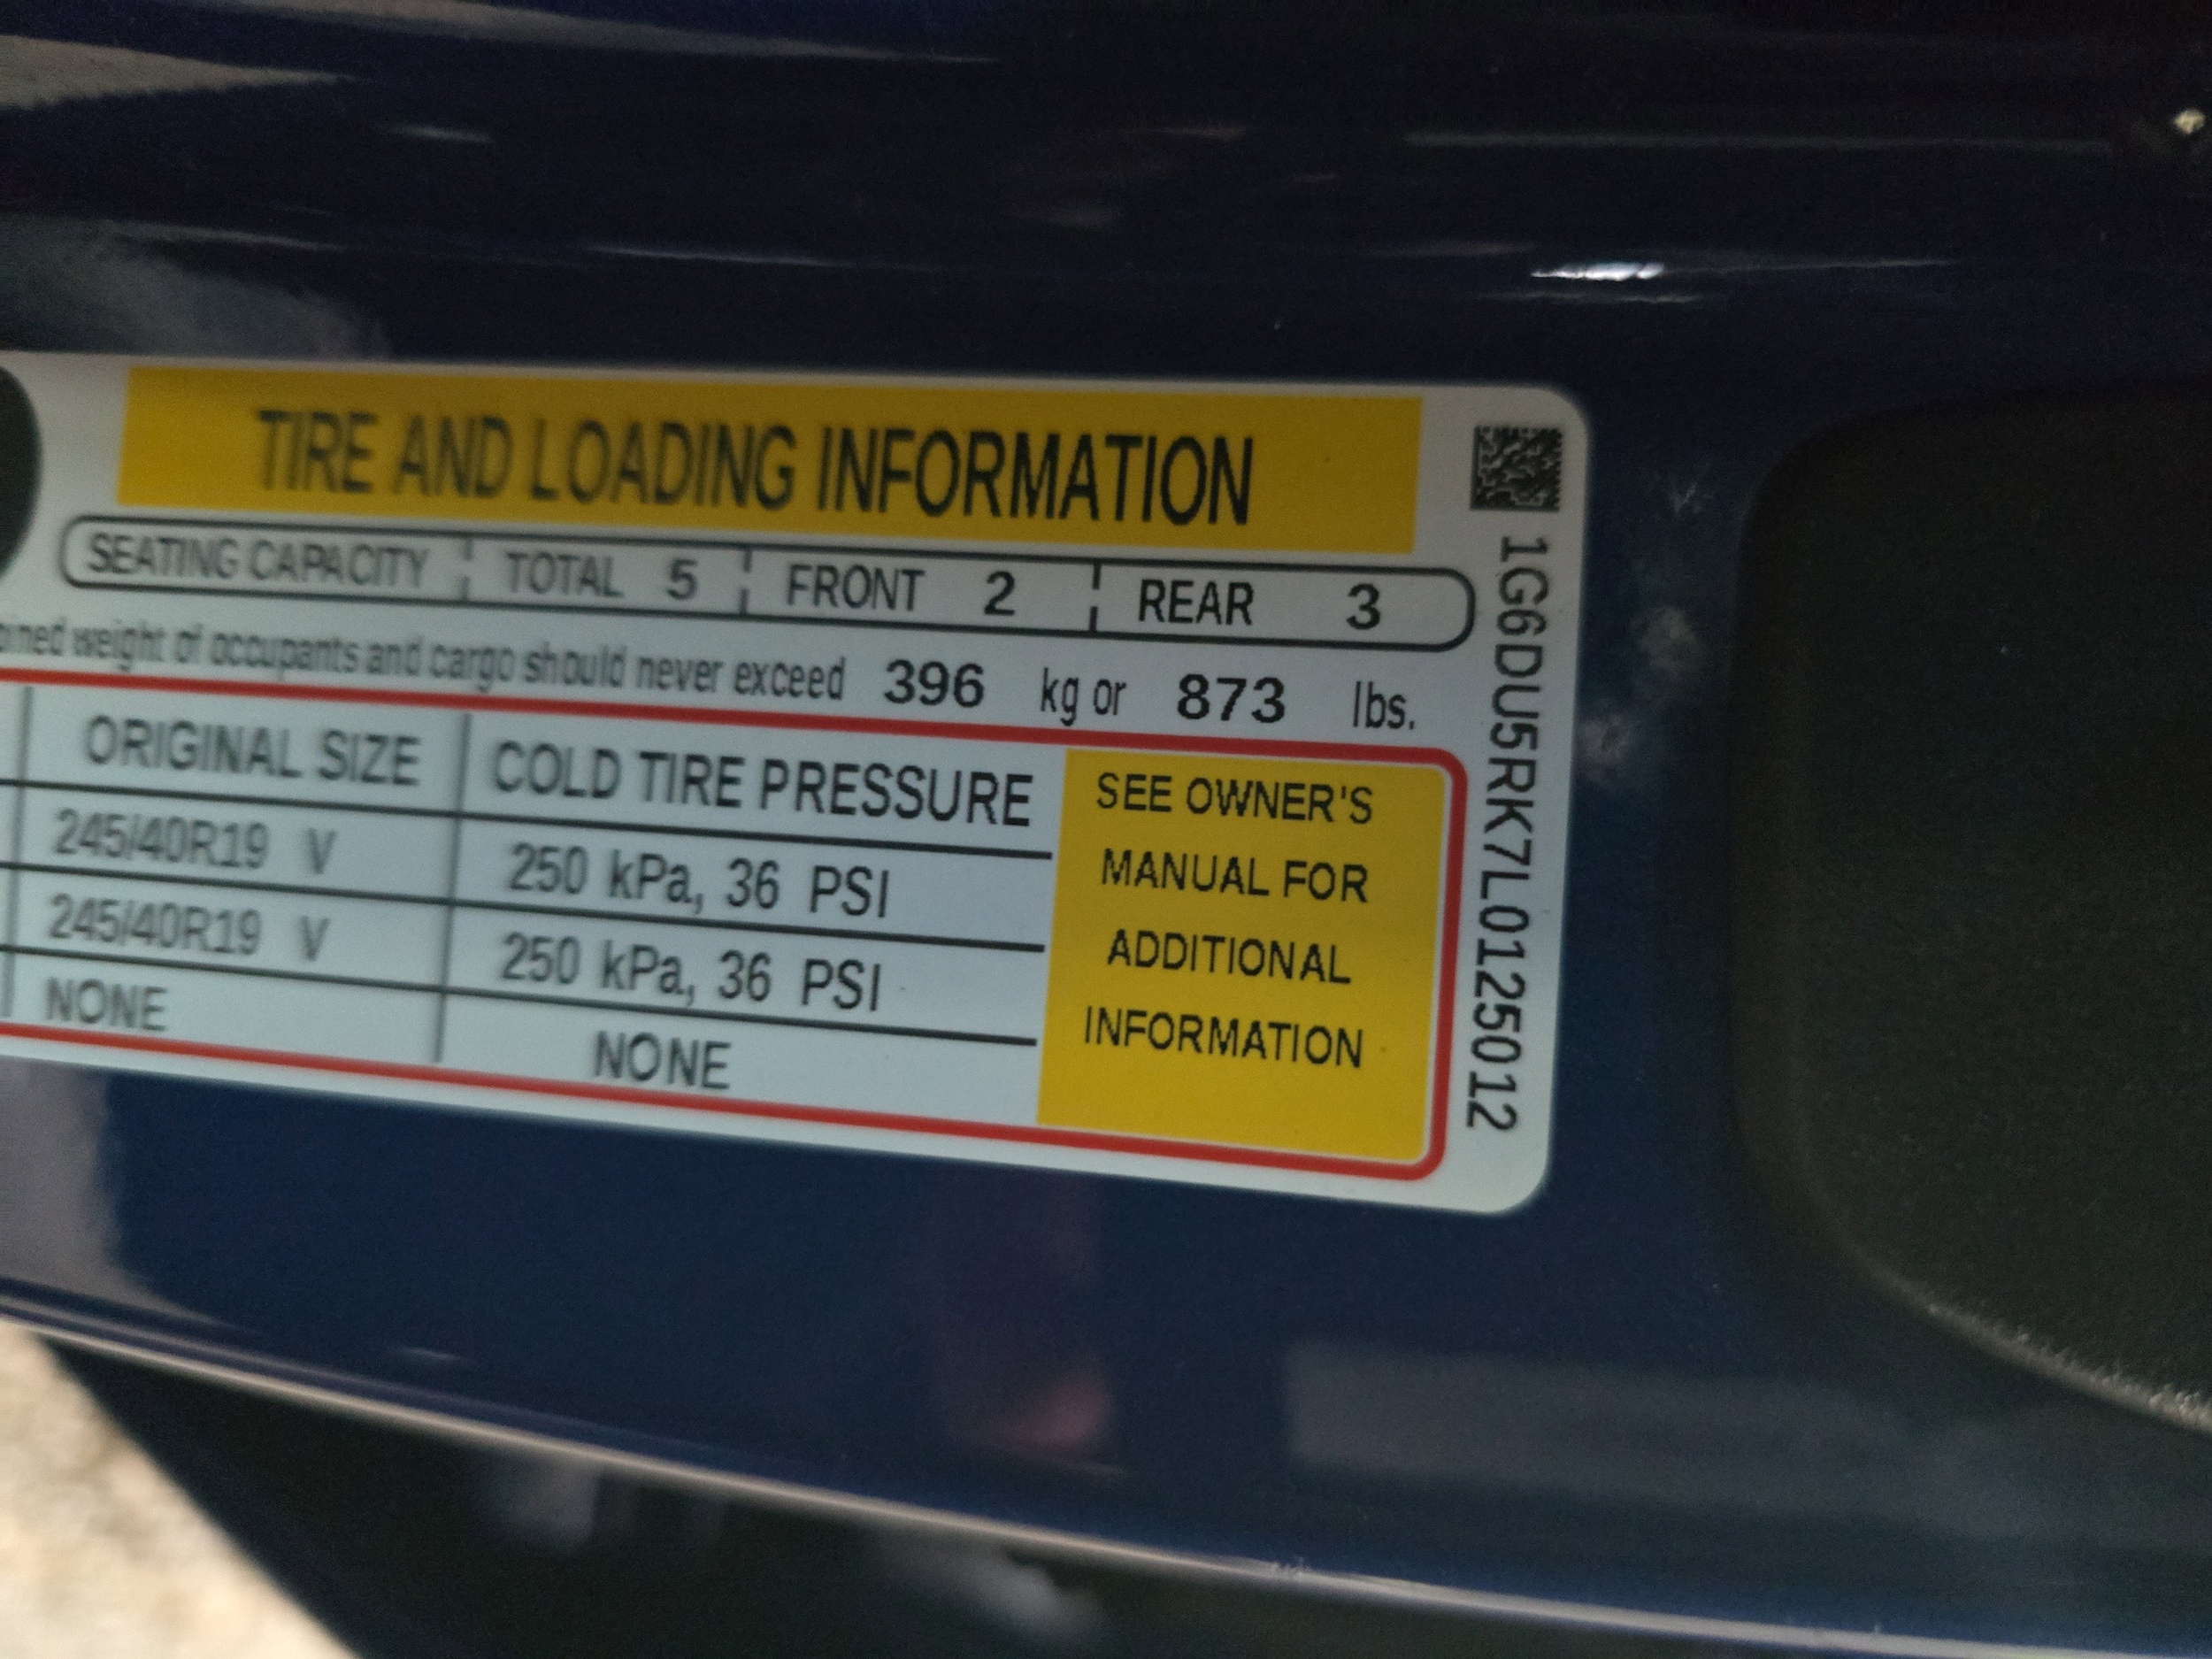 TIRE AND LOADING INFORMATION
SEATING CAPACITY TOTAL 5 FRONT 2 REAR 3
weight of occupants and cargo should never exceed 396 kg or 873 lbs.
ORIGINAL SIZE COLD TIRE PRESSURE
245/40R19 V 250 kPa, 36 PSI
245/40R19 V 250 kPa, 36 PSI
NONE NONE
SEE OWNER'S
MANUAL FOR
ADDITIONAL
INFORMATION
1G6DU5RK7L0125012